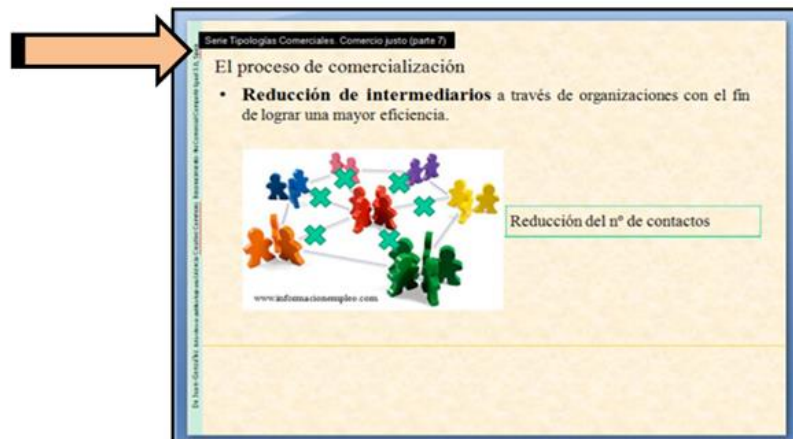 Serie Tipologías Comerciales. Comercio justo (parte 7)
El proceso de comercialización
• Reducción de intermediarios a través de organizaciones con el fin
de lograr una mayor eficiencia.
Reducción del nº de contactos
www.informacionempleo.com